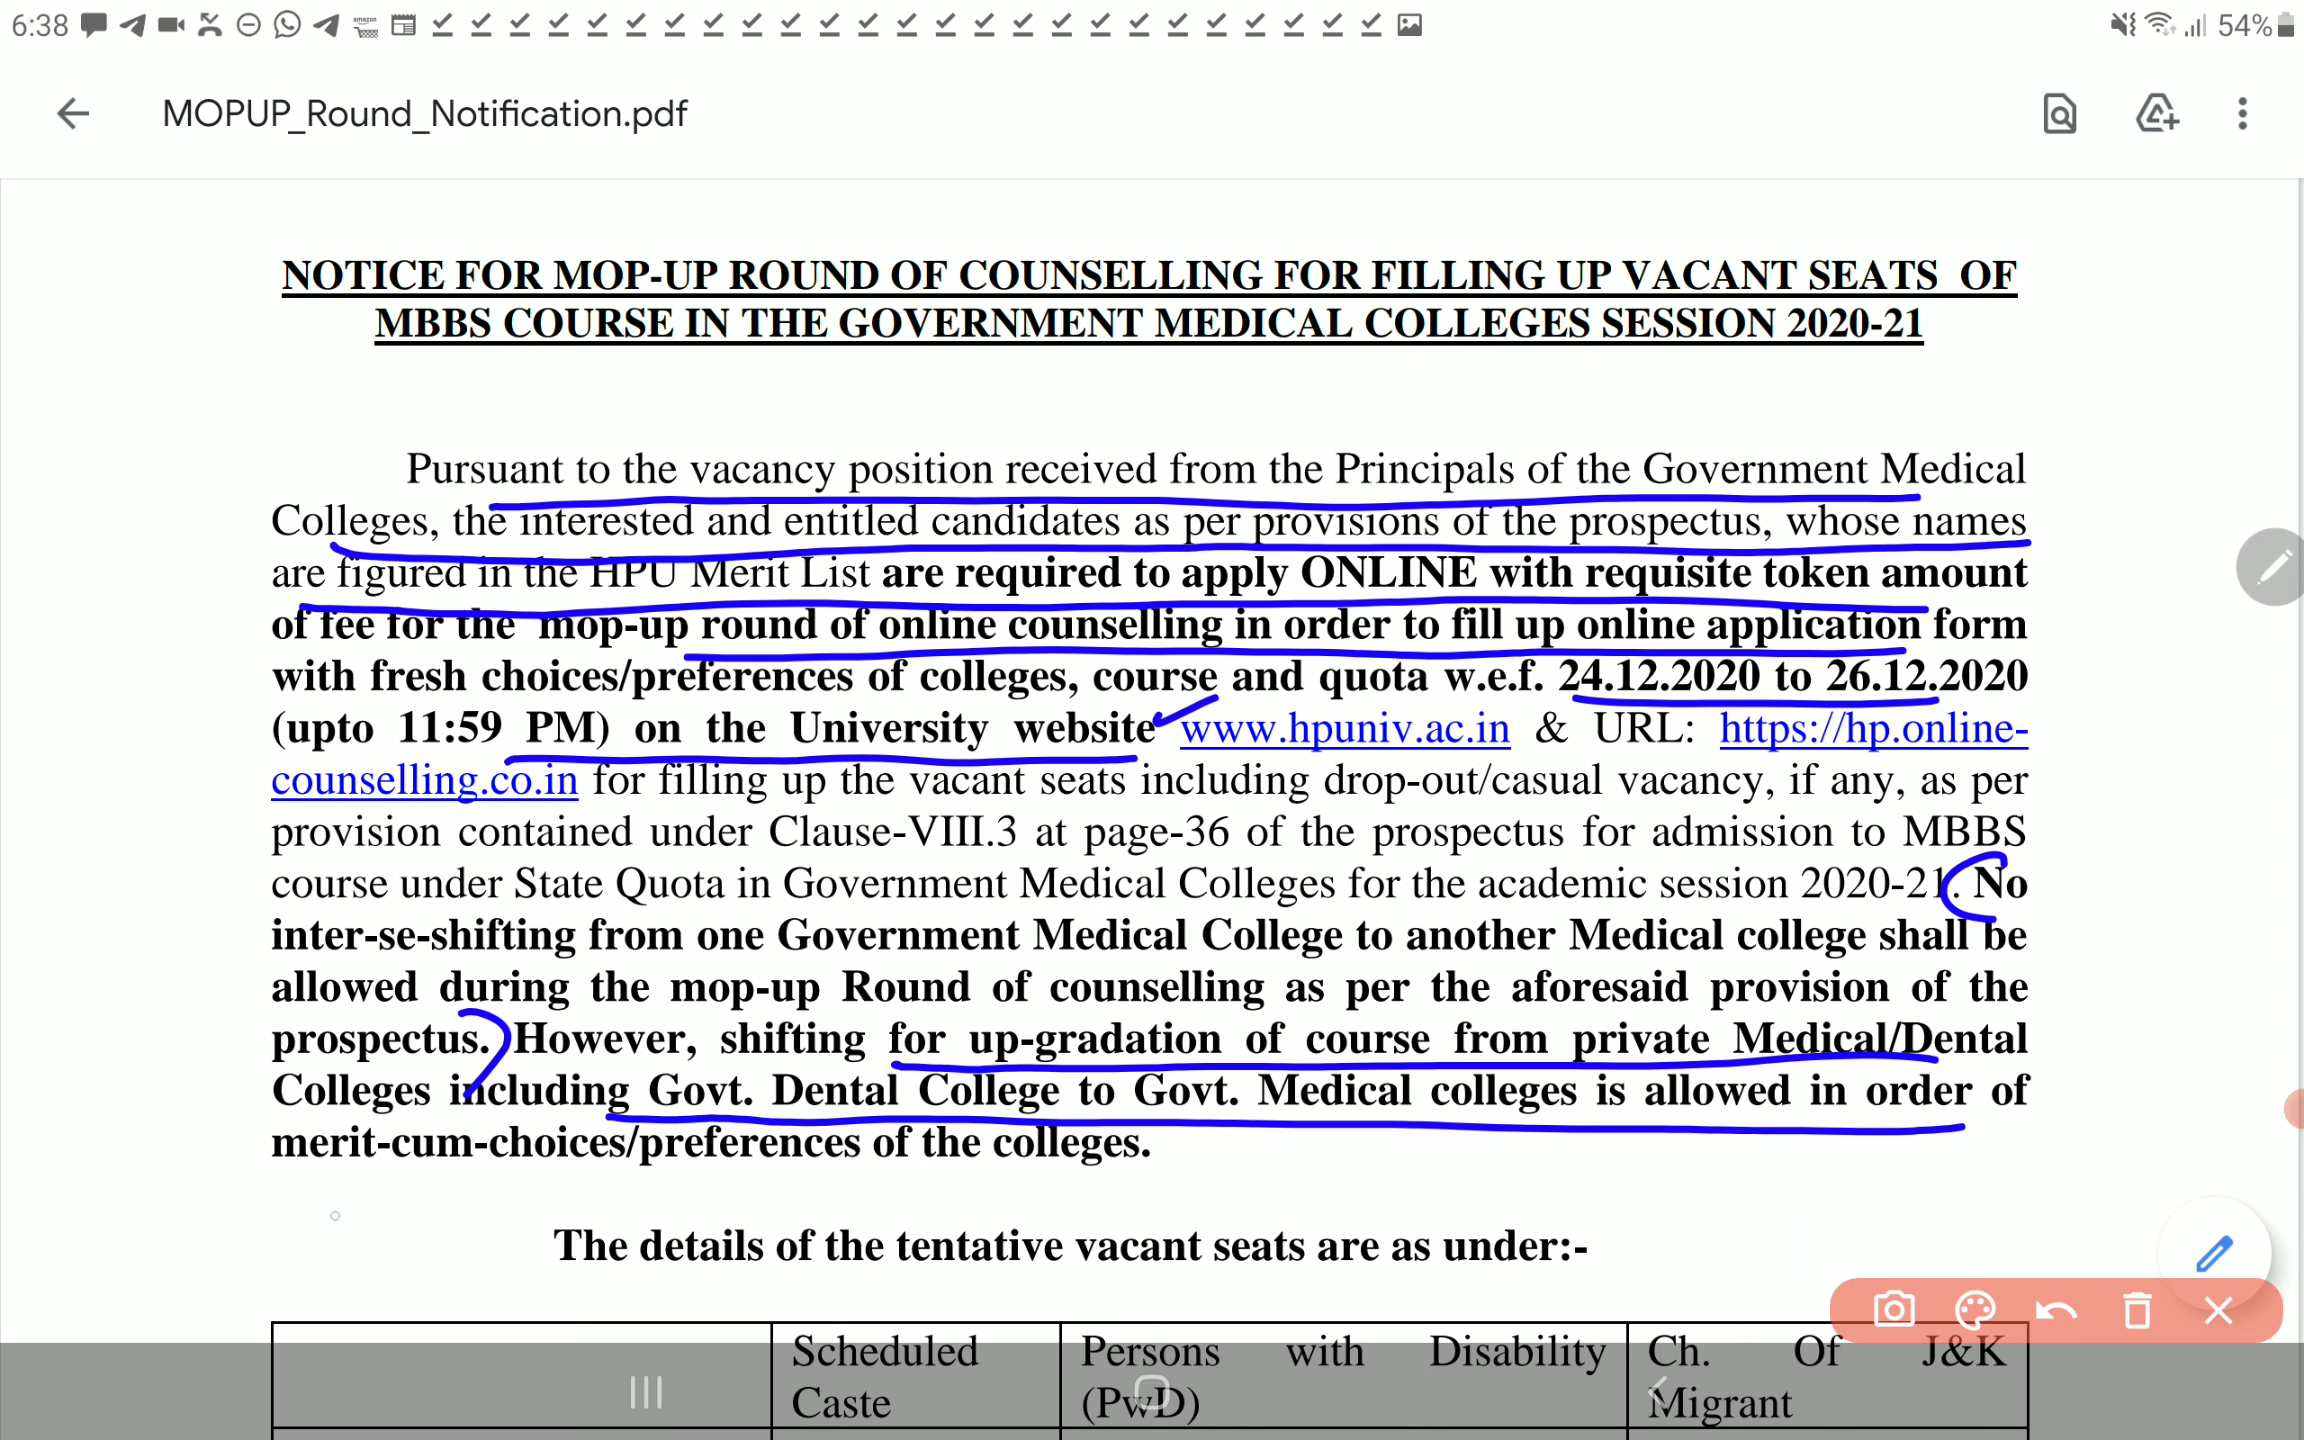 6:38
54%
MOPUP_Round_Notification.pdf
NOTICE FOR MOP-UP ROUND OF COUNSELLING FOR FILLING UP VACANT SEATS OF
MBBS COURSE IN THE GOVERNMENT MEDICAL COLLEGES SESSION 2020-21
Pursuant to the vacancy position received from the Principals of the Government Medical
Colleges, the interested and entitled candidates as per provisions of the prospectus, whose names
are figured in the HPU Merit List are required to apply ONLINE with requisite token amount
of fee for the mop-up round of online counselling in order to fill up online application form
with fresh choices/preferences of colleges, course and quota w.e.f. 24.12.2020 to 26.12.2020
(upto 11:59 PM) on the University website www.hpuniv.ac.in & URL: https://hp.online-
counselling.co.in for filling up the vacant seats including drop-out/casual vacancy, if any, as per
provision contained under Clause-VIII.3 at page-36 of the prospectus for admission to MBBS
course under State Quota in Government Medical Colleges for the academic session 2020-21. No
inter-se-shifting from one Government Medical College to another Medical college shall be
allowed during the mop-up Round of counselling as per the aforesaid provision of the
prospectus. However, shifting for up-gradation of course from private Medical/Dental
Colleges including Govt. Dental College to Govt. Medical colleges is allowed in order of
merit-cum-choices/preferences of the colleges.
The details of the tentative vacant seats are as under:-
Scheduled Persons with Disability Ch. Of J&K
Caste (PwD) Migrant